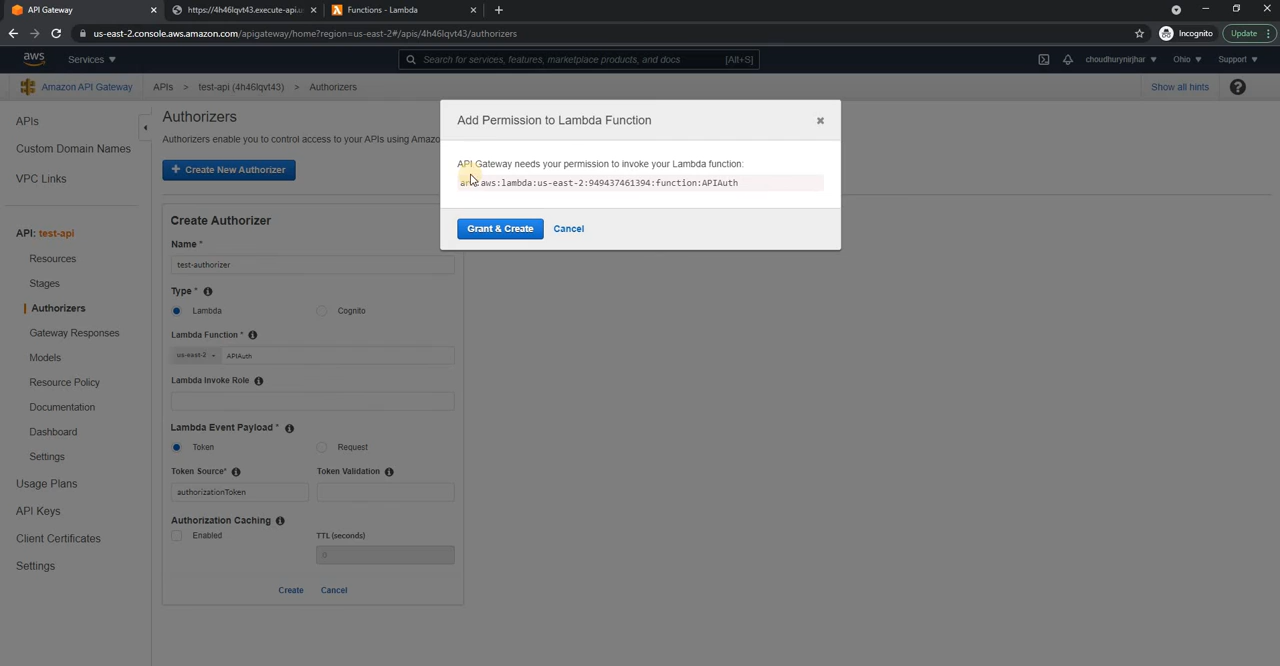 API Gateway
https://4h46lqvt43.execute-api.u
Functions - Lambda
us-east-2.console.aws.amazon.com/apigateway/home?region=us-east-2#/apis/4h46lqvt43/authorizers
Incognito
Update
aws
Services
Search for services, features, marketplace products, and docs
[Alt+S]
choudhurynirjhar
Ohio
Support
Amazon API Gateway
APIs > test-api (4h46lqvt43) > Authorizers
Show all hints
?
APIs
Custom Domain Names
VPC Links
API: test-api
Resources
Stages
Authorizers
Gateway Responses
Models
Resource Policy
Documentation
Dashboard
Settings
Usage Plans
API Keys
Client Certificates
Settings
Authorizers
Authorizers enable you to control access to your APIs using Amazo
+ Create New Authorizer
Create Authorizer
Name *
test-authorizer
Type *
Lambda
Cognito
Lambda Function *
us-east-2
APIAuth
Lambda Invoke Role
Lambda Event Payload *
Token
Request
Token Source*
Token Validation
authorizationToken
Authorization Caching
Enabled
TTL (seconds)
0
Create
Cancel
Add Permission to Lambda Function
API Gateway needs your permission to invoke your Lambda function:
arn:aws:lambda:us-east-2:949437461394:function:APIAuth
Grant & Create
Cancel